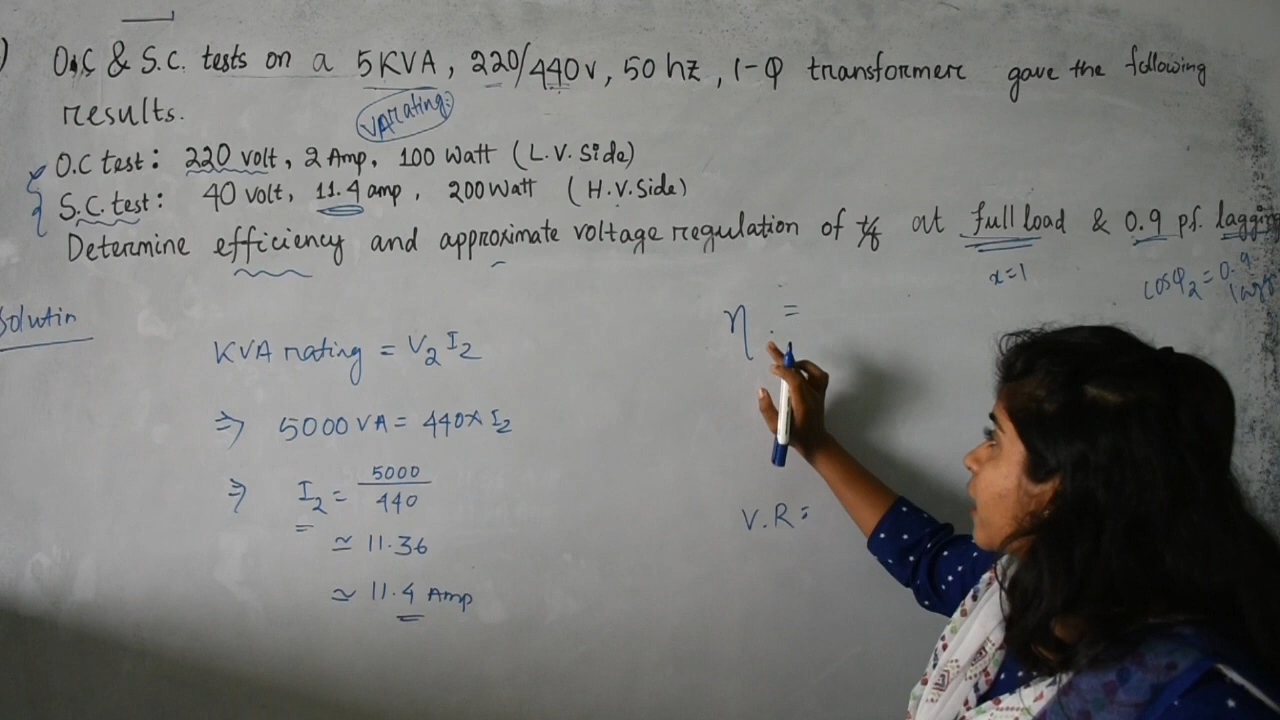 ) O.C & S.C. tests on a 5KVA, 220/440v, 50 hz, 1-Φ transformer gave the following
results.
VA rating:
O.C test: 220 volt, 2 Amp, 100 Watt (L.V. Side)
S.C. test: 40 volt, 11.4 amp, 200 Watt (H.V. Side)
Determine efficiency and approximate voltage regulation of t/f at full load & 0.9 pf. lagging
x=1
cosφ₂ = 0.9
lagg
Solutin
KVA rating = V₂ I₂
⇒ 5000 VA = 440 × I₂
⇒ I₂ = 5000/440
≃ 11.36
≃ 11.4 Amp
η =
V.R =